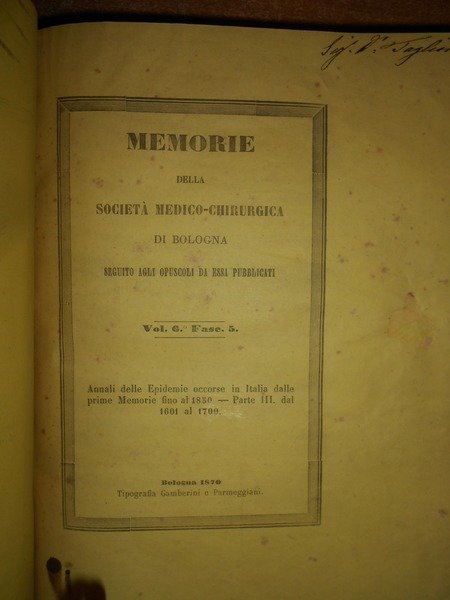 Sig. D.r Taglion
MEMORIE
DELLA
SOCIETÀ MEDICO-CHIRURGICA
DI BOLOGNA
SEGUITO AGLI OPUSCOLI DA ESSA PUBBLICATI
Vol. 6.° Fasc. 5.
Annali delle Epidemie occorse in Italia dalle
prime Memorie fino al 1850 — Parte III. dal
1601 al 1700.
Bologna 1870
Tipografia Gamberini e Parmeggiani.